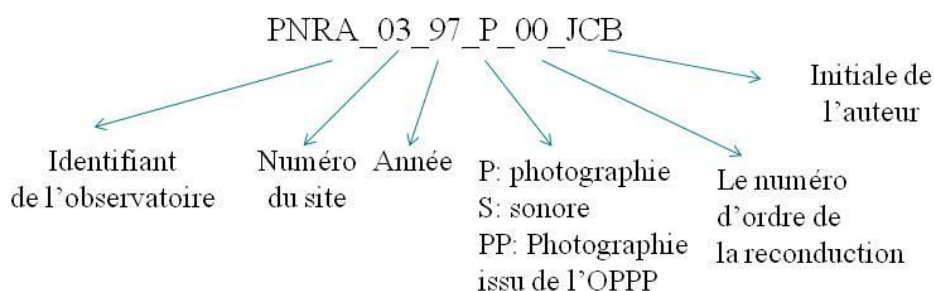 PNRA_03_97_P_00_JCB
Identifiant
de l’observatoire
Numéro
du site
Année
P: photographie
S: sonore
PP: Photographie
issu de l’OPPP
Le numéro
d’ordre de
la reconduction
Initiale de
l’auteur